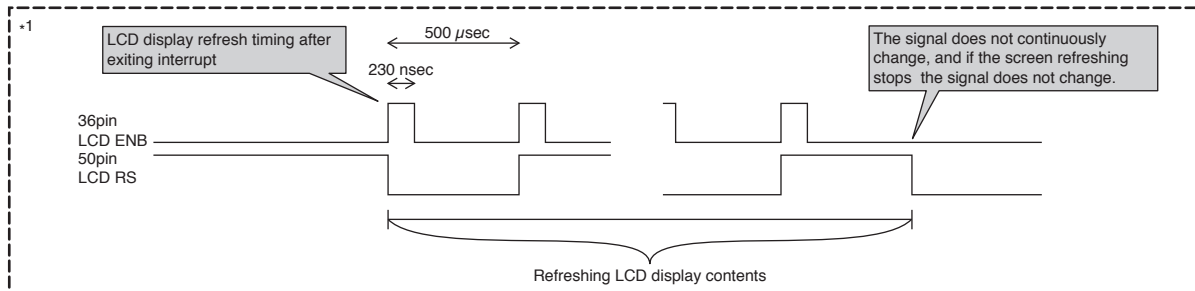 *1
LCD display refresh timing after
exiting interrupt
500 µsec
230 nsec
The signal does not continuously
change, and if the screen refreshing
stops the signal does not change.
36pin
LCD ENB
50pin
LCD RS
Refreshing LCD display contents